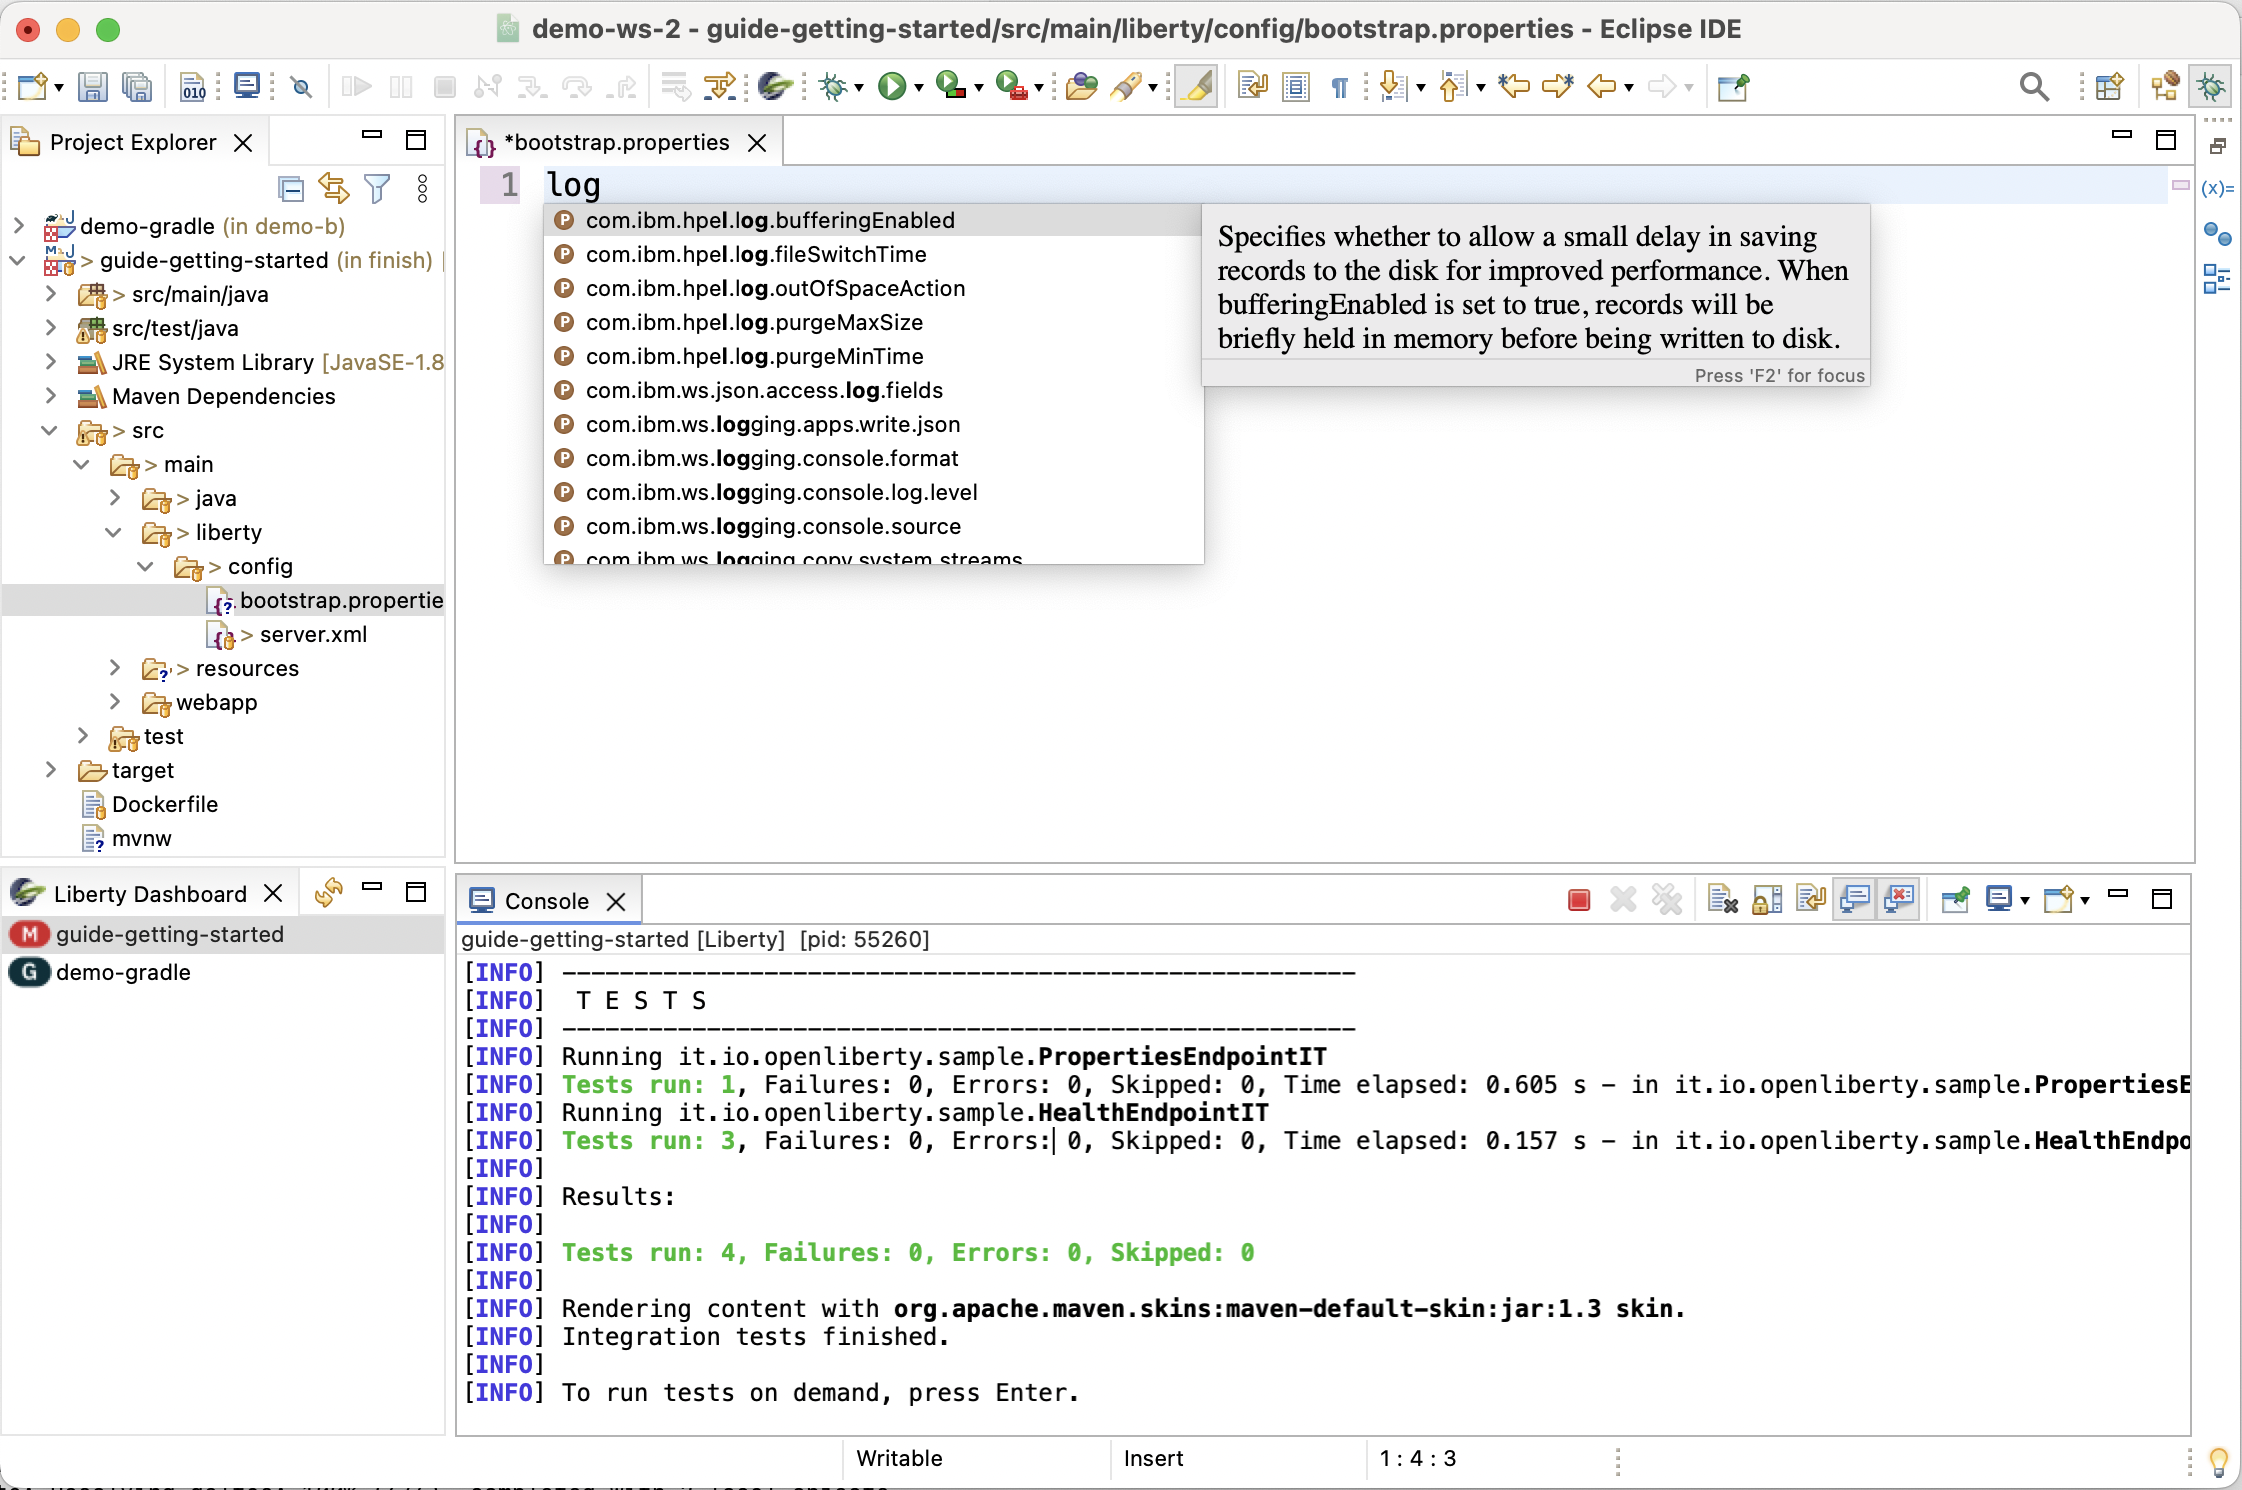 demo-ws-2 - guide-getting-started/src/main/liberty/config/bootstrap.properties - Eclipse IDE
010
Project Explorer
demo-gradle (in demo-b)
> guide-getting-started (in finish)
> src/main/java
src/test/java
JRE System Library [JavaSE-1.8
Maven Dependencies
> src
> main
> java
> liberty
> config
bootstrap.propertie
> server.xml
> resources
webapp
test
target
Dockerfile
mvnw
*bootstrap.properties
1 log
com.ibm.hpel.log.bufferingEnabled
com.ibm.hpel.log.fileSwitchTime
com.ibm.hpel.log.outOfSpaceAction
com.ibm.hpel.log.purgeMaxSize
com.ibm.hpel.log.purgeMinTime
com.ibm.ws.json.access.log.fields
com.ibm.ws.logging.apps.write.json
com.ibm.ws.logging.console.format
com.ibm.ws.logging.console.log.level
com.ibm.ws.logging.console.source
com.ibm.ws.logging.copy.system.streams
Specifies whether to allow a small delay in saving
records to the disk for improved performance. When
bufferingEnabled is set to true, records will be
briefly held in memory before being written to disk.
Press 'F2' for focus
(x)=
Liberty Dashboard
M guide-getting-started
G demo-gradle
Console
guide-getting-started [Liberty] [pid: 55260]
[INFO] -------------------------------------------------------
[INFO]  T E S T S
[INFO] -------------------------------------------------------
[INFO] Running it.io.openliberty.sample.PropertiesEndpointIT
[INFO] Tests run: 1, Failures: 0, Errors: 0, Skipped: 0, Time elapsed: 0.605 s - in it.io.openliberty.sample.PropertiesE
[INFO] Running it.io.openliberty.sample.HealthEndpointIT
[INFO] Tests run: 3, Failures: 0, Errors: 0, Skipped: 0, Time elapsed: 0.157 s - in it.io.openliberty.sample.HealthEndpo
[INFO]
[INFO] Results:
[INFO]
[INFO] Tests run: 4, Failures: 0, Errors: 0, Skipped: 0
[INFO]
[INFO] Rendering content with org.apache.maven.skins:maven-default-skin:jar:1.3 skin.
[INFO] Integration tests finished.
[INFO]
[INFO] To run tests on demand, press Enter.
Writable
Insert
1 : 4 : 3